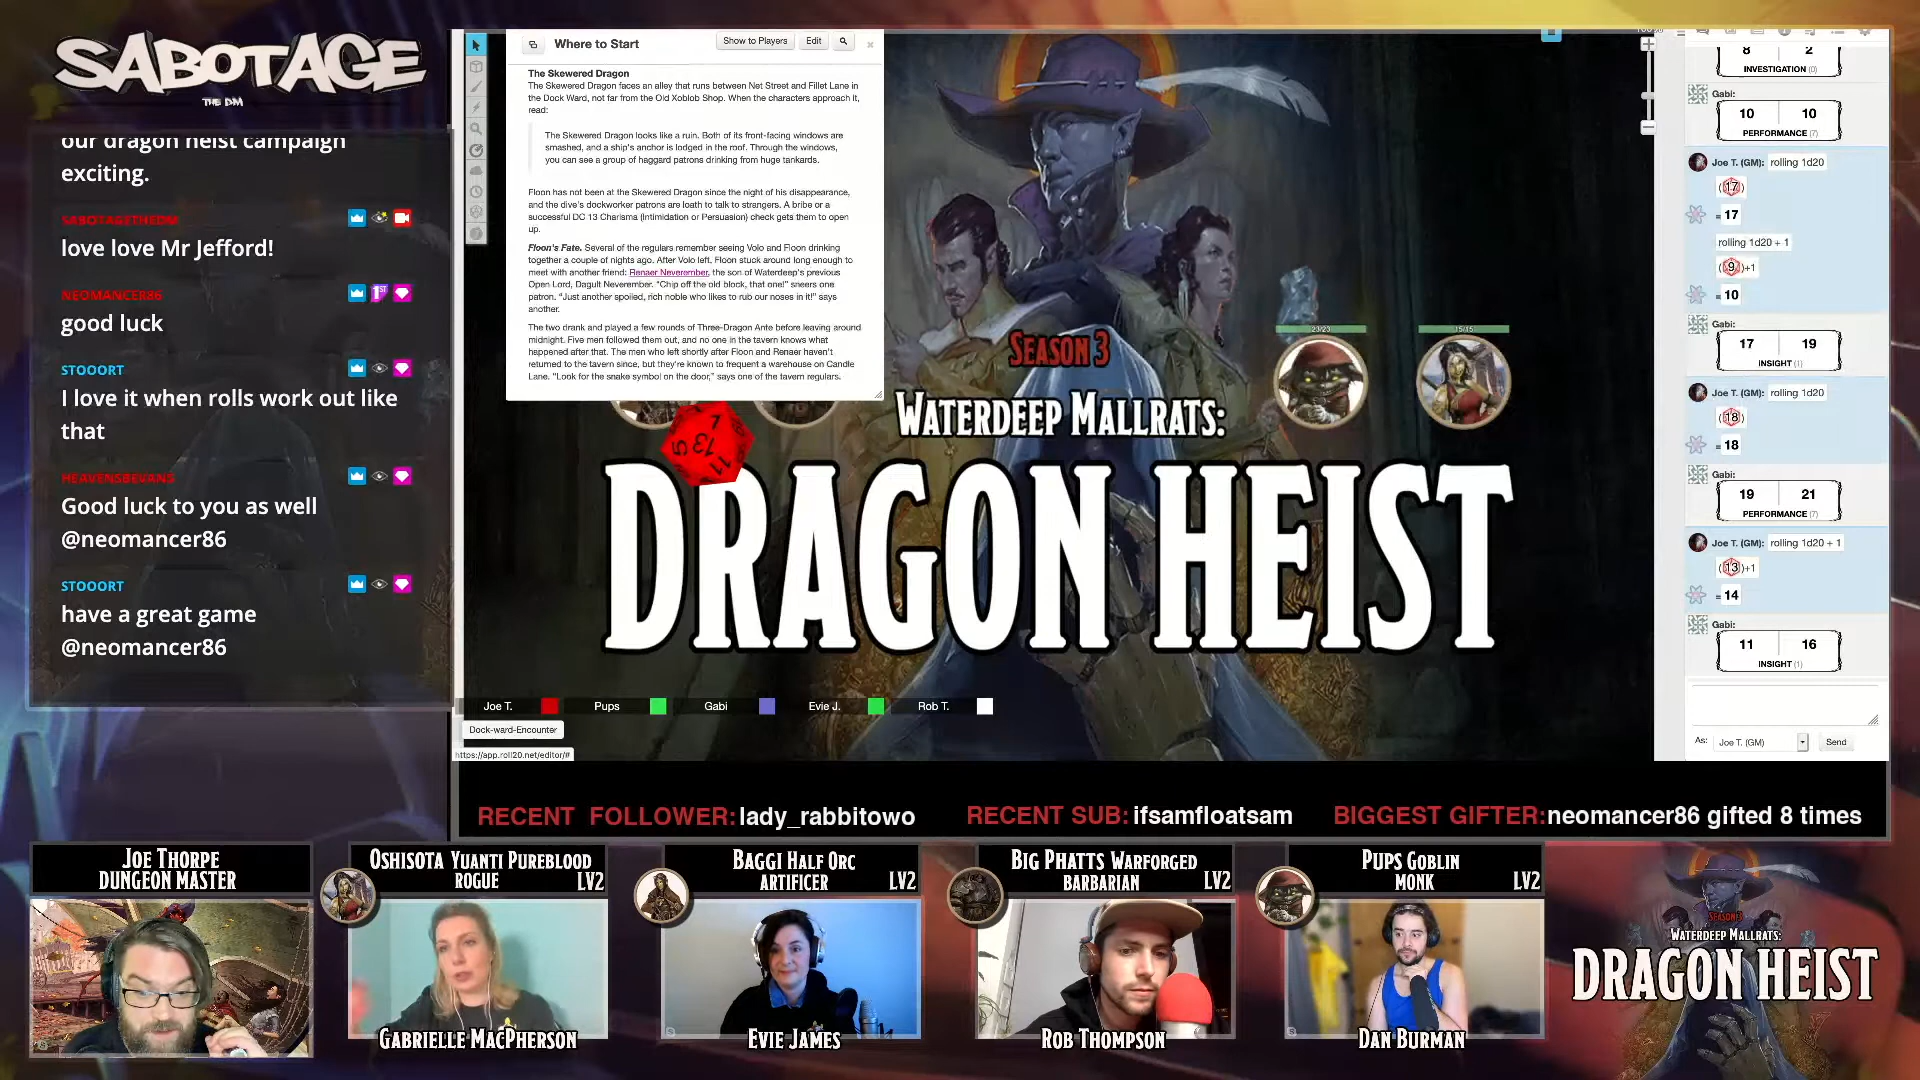 SABOTAGE
THE DM
our dragon heist campaign
exciting.
SABOTAGETHEDM
love love Mr Jefford!
NEOMANCER86
1ST
good luck
STOOORT
I love it when rolls work out like
that
HEAVENSBEVANS
Good luck to you as well
@neomancer86
STOOORT
have a great game
@neomancer86
Where to Start
Show to Players
Edit
The Skewered Dragon
The Skewered Dragon faces an alley that runs between Net Street and Fillet Lane in
the Dock Ward, not far from the Old Xoblob Shop. When the characters approach it,
read:
The Skewered Dragon looks like a ruin. Both of its front-facing windows are
smashed, and a ship's anchor is lodged in the roof. Through the windows,
you can see a group of haggard patrons drinking from huge tankards.
Floon has not been at the Skewered Dragon since the night of his disappearance,
and the dive's dockworker patrons are loath to talk to strangers. A bribe or a
successful DC 13 Charisma (Intimidation or Persuasion) check gets them to open
up.
Floon's Fate. Several of the regulars remember seeing Volo and Floon drinking
together a couple of nights ago. After Volo left, Floon stuck around long enough to
meet with another friend: Renaer Neverember, the son of Waterdeep's previous
Open Lord, Dagult Neverember. "Chip off the old block, that one!" sneers one
patron. "Just another spoiled, rich noble who likes to rub our noses in it!" says
another.
The two drank and played a few rounds of Three-Dragon Ante before leaving around
midnight. Five men followed them out, and no one in the tavern knows what
happened after that. The men who left shortly after Floon and Renaer haven't
returned to the tavern since, but they're known to frequent a warehouse on Candle
Lane. "Look for the snake symbol on the door," says one of the tavern regulars.
23/23
15/15
7
13
5
11
SEASON 3
WATERDEEP MALLRATS:
DRAGON HEIST
Joe T.
Pups
Gabi
Evie J.
Rob T.
Dock-ward-Encounter
https://app.roll20.net/editor/#
8 2
INVESTIGATION (0)
Gabi:
10 10
PERFORMANCE (7)
Joe T. (GM): rolling 1d20
(17)
= 17
rolling 1d20 + 1
(9)+1
= 10
Gabi:
17 19
INSIGHT (1)
Joe T. (GM): rolling 1d20
(18)
= 18
Gabi:
19 21
PERFORMANCE (7)
Joe T. (GM): rolling 1d20 + 1
(13)+1
= 14
Gabi:
11 16
INSIGHT (1)
As: Joe T. (GM) Send
RECENT FOLLOWER: lady_rabbitowo
RECENT SUB: ifsamfloatsam
BIGGEST GIFTER: neomancer86 gifted 8 times
JOE THORPE
DUNGEON MASTER
OSHISOTA YUANTI PUREBLOOD
ROGUE LV2
GABRIELLE MACPHERSON
BAGGI HALF ORC
ARTIFICER LV2
EVIE JAMES
BIG PHATTS WARFORGED
BARBARIAN LV2
ROB THOMPSON
PUPS GOBLIN
MONK LV2
DAN BURMAN
SEASON 3
WATERDEEP MALLRATS:
DRAGON HEIST